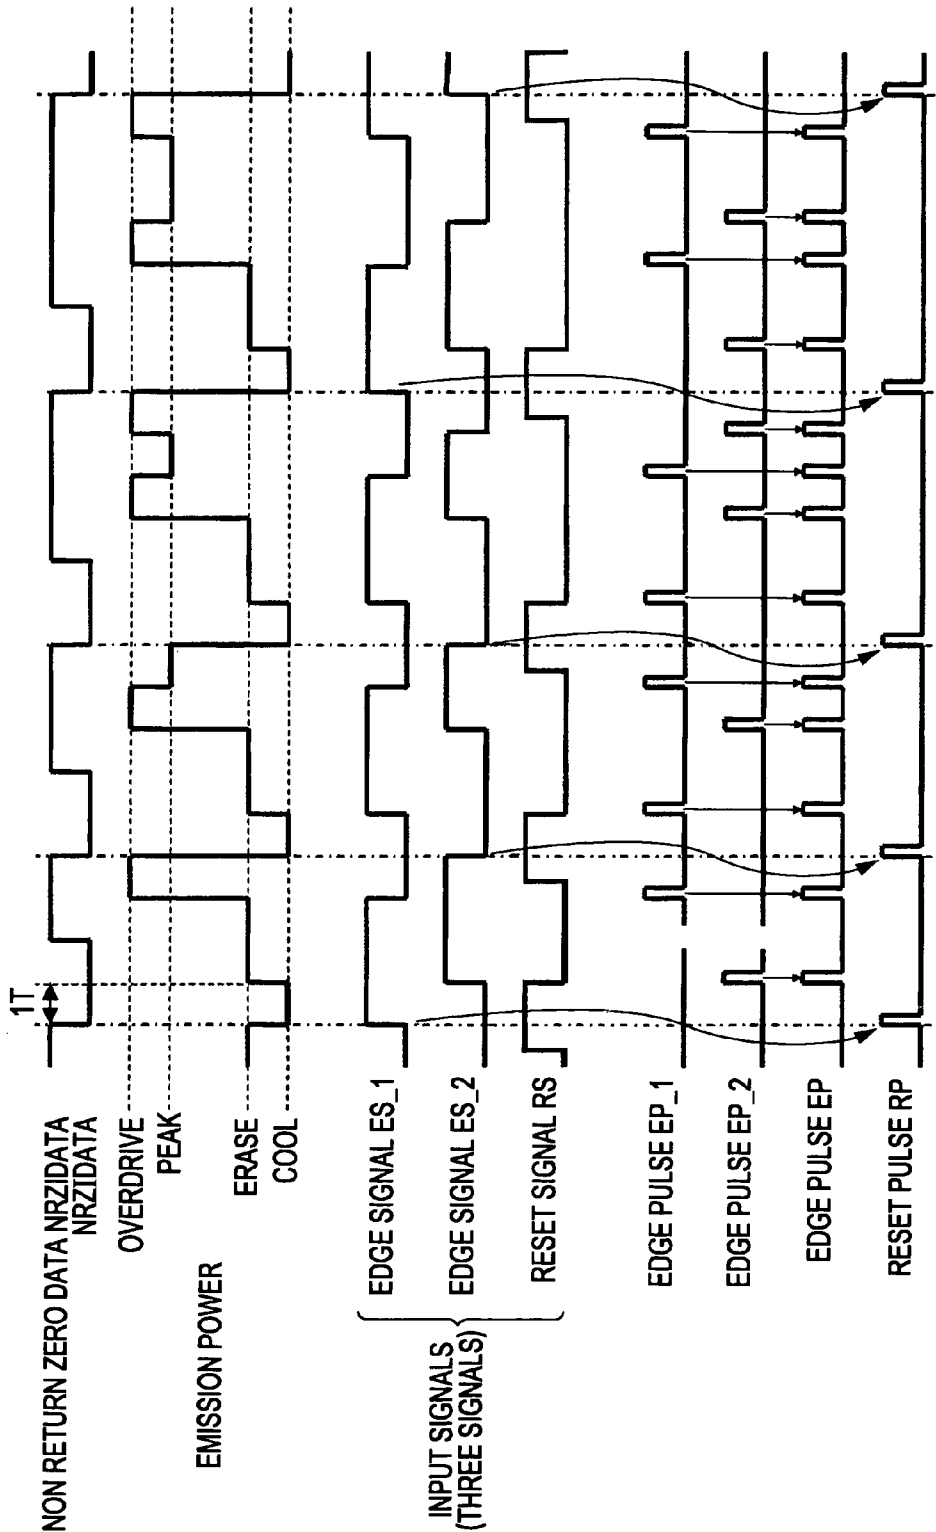 NON RETURN ZERO DATA NRZIDATA
NRZIDATA
1T
EMISSION POWER
OVERDRIVE
PEAK
ERASE
COOL
INPUT SIGNALS
(THREE SIGNALS)
EDGE SIGNAL ES_1
EDGE SIGNAL ES_2
RESET SIGNAL RS
EDGE PULSE EP_1
EDGE PULSE EP_2
EDGE PULSE EP
RESET PULSE RP